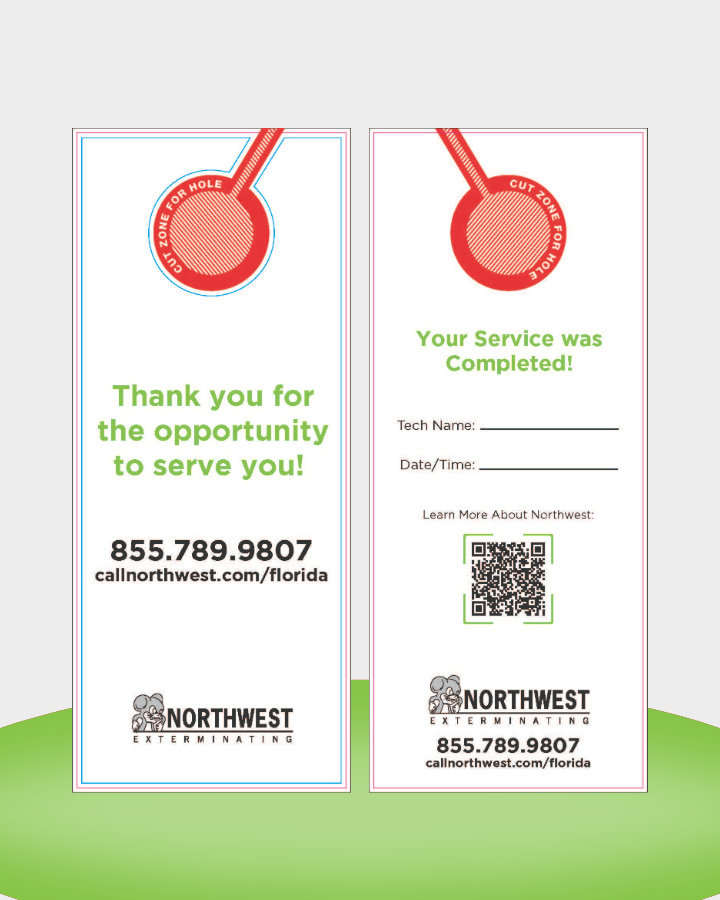 CUT ZONE FOR HOLE
Thank you for
the opportunity
to serve you!
855.789.9807
callnorthwest.com/florida
NORTHWEST
EXTERMINATING
CUT ZONE FOR HOLE
Your Service was
Completed!
Tech Name:
Date/Time:
Learn More About Northwest:
NORTHWEST
EXTERMINATING
855.789.9807
callnorthwest.com/florida